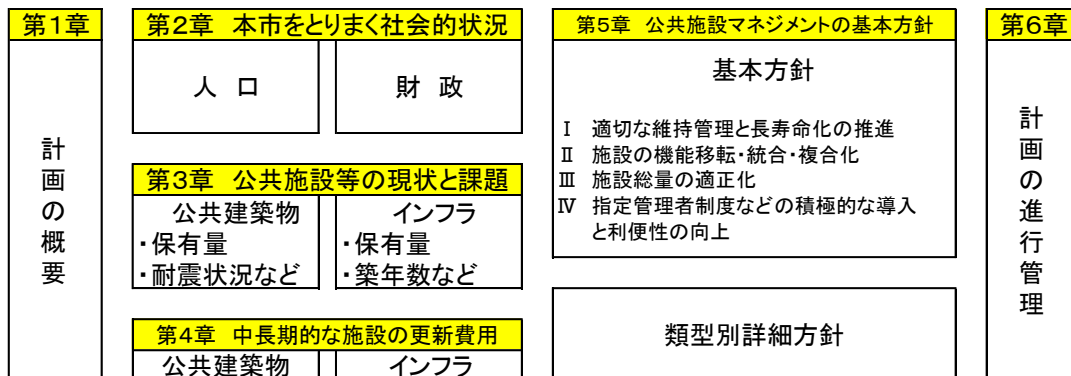 第1章
計画の概要
第2章 本市をとりまく社会的状況
人 口
財 政
第3章 公共施設等の現状と課題
公共建築物
・保有量
・耐震状況など
インフラ
・保有量
・築年数など
第4章 中長期的な施設の更新費用
公共建築物
インフラ
第5章 公共施設マネジメントの基本方針
基本方針
Ⅰ 適切な維持管理と長寿命化の推進
Ⅱ 施設の機能移転・統合・複合化
Ⅲ 施設総量の適正化
Ⅳ 指定管理者制度などの積極的な導入
と利便性の向上
類型別詳細方針
第6章
計画の進行管理